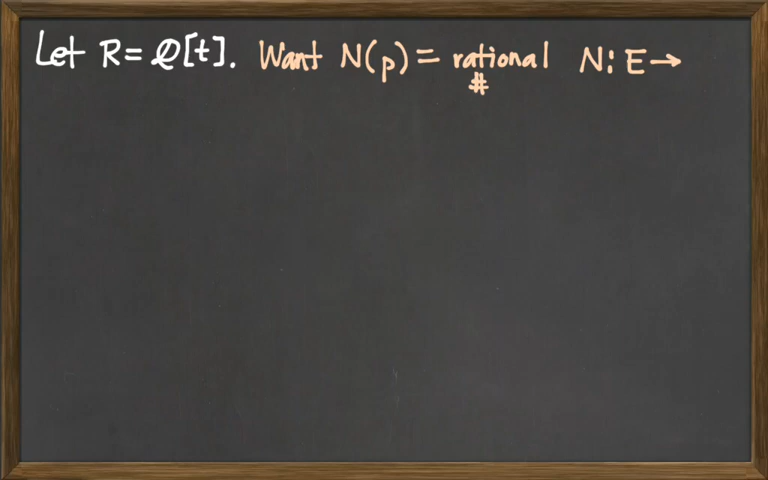 Let R = Q[t]. Want N(p) = rational N: E →
#